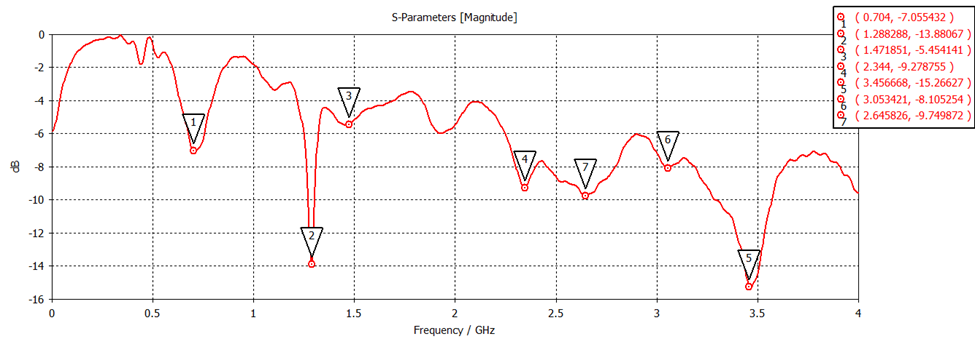 S-Parameters [Magnitude]
1 ( 0.704, -7.055432 )
2 ( 1.288288, -13.88067 )
3 ( 1.471851, -5.454141 )
4 ( 2.344, -9.278755 )
5 ( 3.456668, -15.26627 )
6 ( 3.053421, -8.105254 )
7 ( 2.645826, -9.749872 )
0
-2
-4
-6
-8
-10
-12
-14
-16
dB
1
2
3
4
7
6
5
0 0.5 1 1.5 2 2.5 3 3.5 4
Frequency / GHz